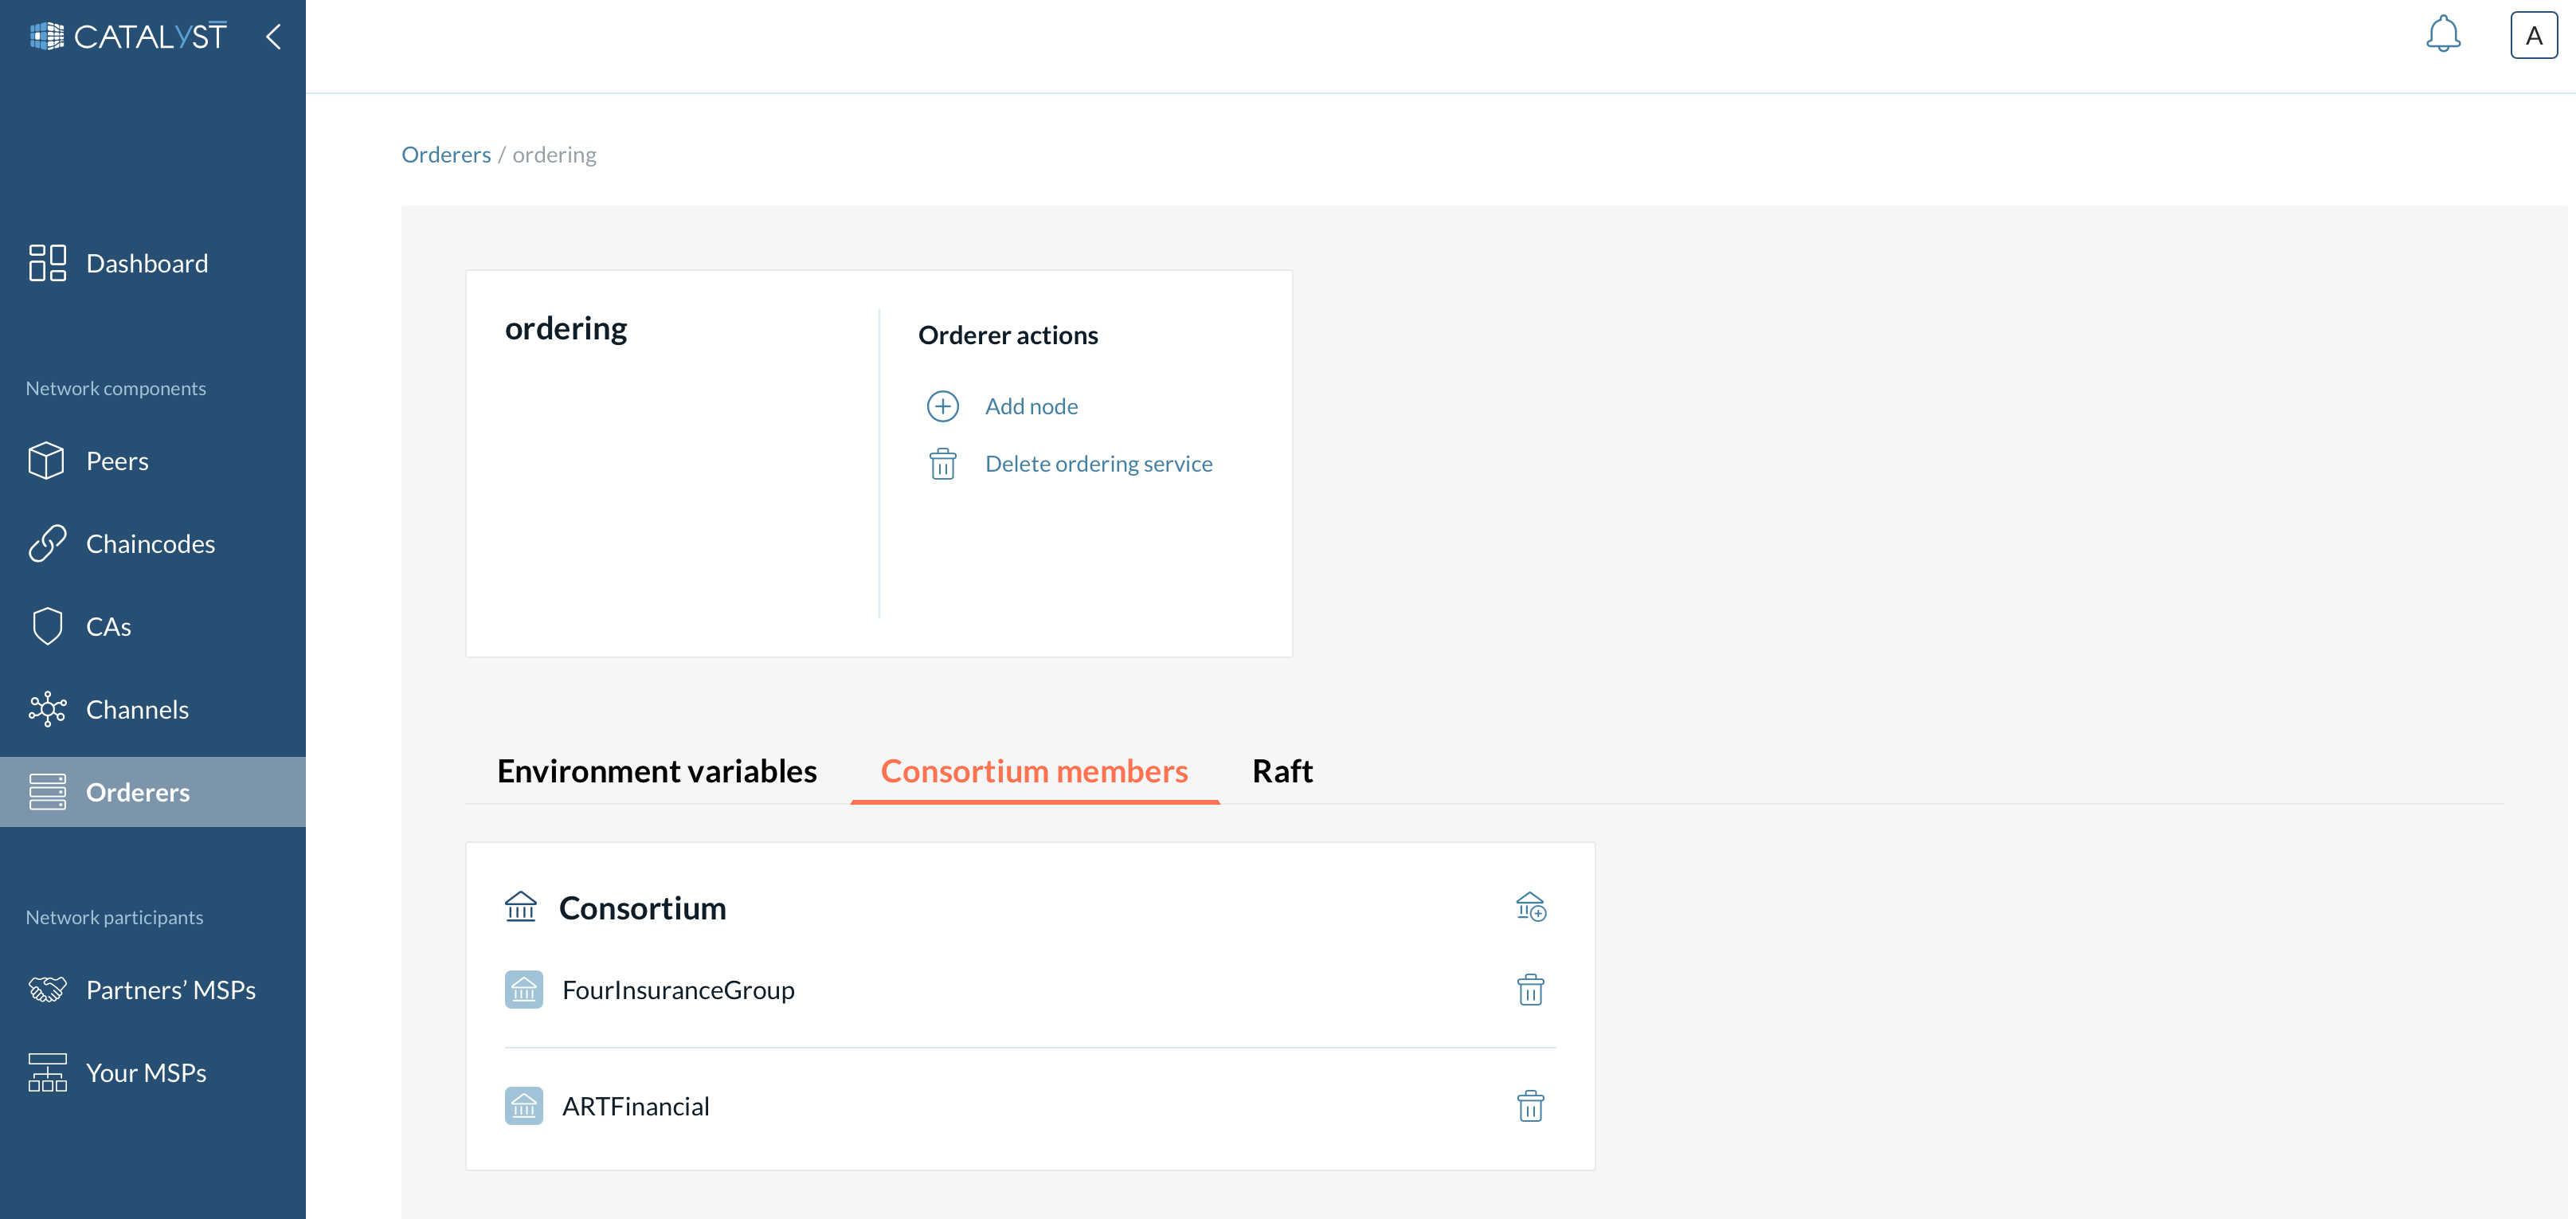 CATALYST
A
Orderers / ordering
Dashboard
Network components
Peers
Chaincodes
CAs
Channels
Orderers
Network participants
Partners’ MSPs
Your MSPs
ordering
Orderer actions
Add node
Delete ordering service
Environment variables
Consortium members
Raft
Consortium
FourInsuranceGroup
ARTFinancial